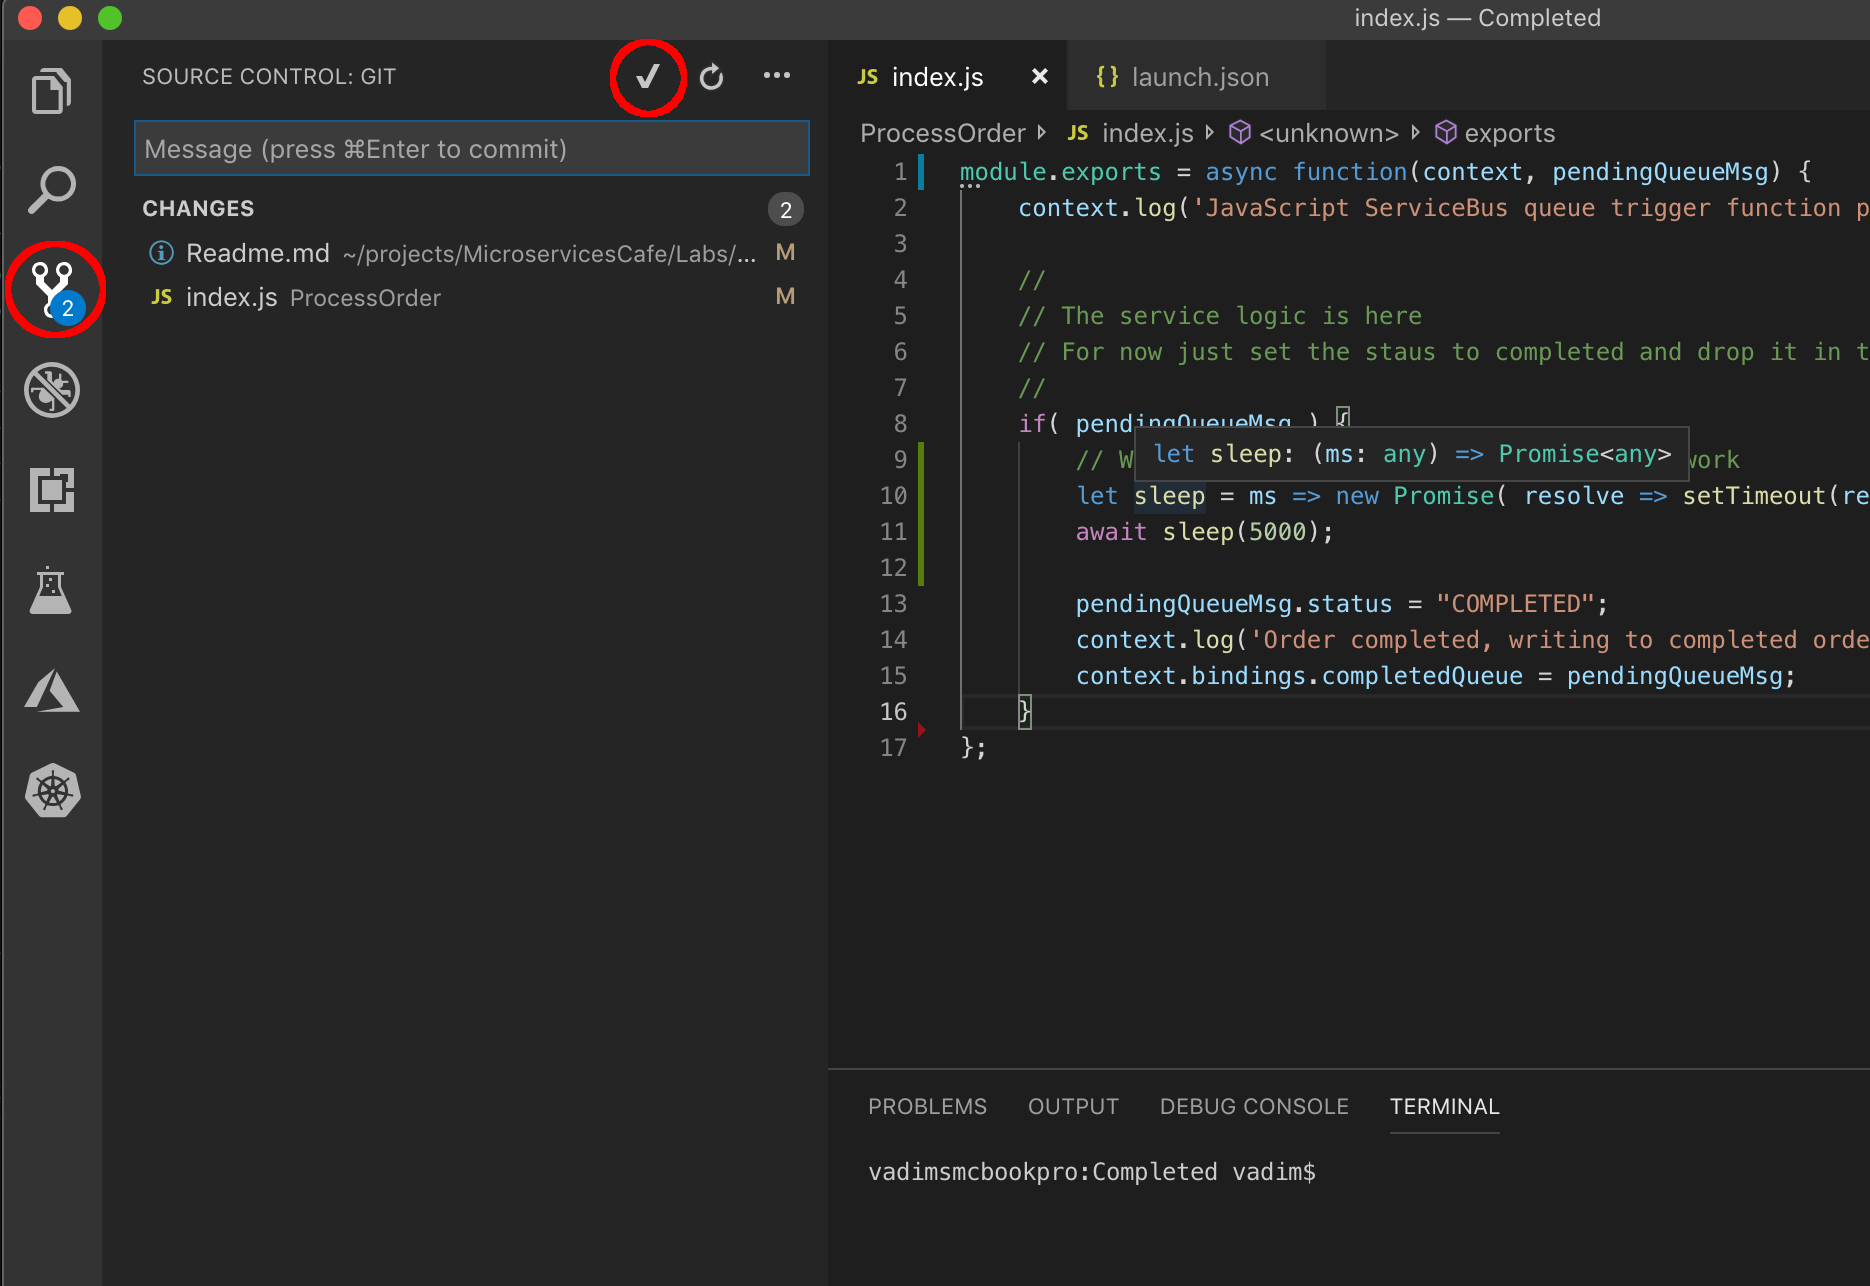 index.js — Completed
SOURCE CONTROL: GIT
Message (press ⌘Enter to commit)
CHANGES 2
Readme.md ~/projects/MicroservicesCafe/Labs/... M
JS index.js ProcessOrder M
2
JS index.js × {} launch.json
ProcessOrder JS index.js <unknown> exports
1 module.exports = async function(context, pendingQueueMsg) {
2 context.log('JavaScript ServiceBus queue trigger function p
3
4 //
5 // The service logic is here
6 // For now just set the staus to completed and drop it in t
7 //
8 if( pendingQueueMsg ) {
let sleep: (ms: any) => Promise<any>
9 // W work
10 let sleep = ms => new Promise( resolve => setTimeout(re
11 await sleep(5000);
12
13 pendingQueueMsg.status = "COMPLETED";
14 context.log('Order completed, writing to completed orde
15 context.bindings.completedQueue = pendingQueueMsg;
16 }
17 };
PROBLEMS OUTPUT DEBUG CONSOLE TERMINAL
vadimsmcbookpro:Completed vadim$